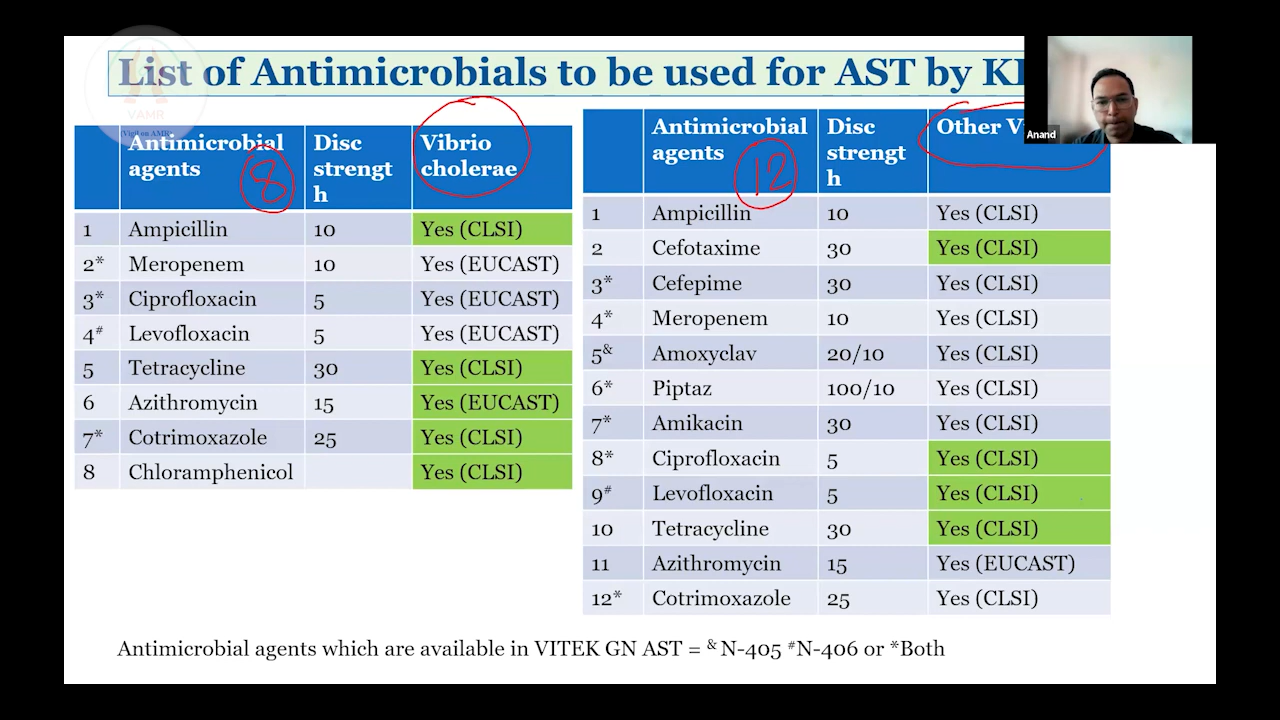 List of Antimicrobials to be used for AST by
VAMR
(Vigil on AMR)
Anand
Antimicrobial agents Disc strength Vibrio cholerae
8
1 Ampicillin 10 Yes (CLSI)
2* Meropenem 10 Yes (EUCAST)
3* Ciprofloxacin 5 Yes (EUCAST)
4# Levofloxacin 5 Yes (EUCAST)
5 Tetracycline 30 Yes (CLSI)
6 Azithromycin 15 Yes (EUCAST)
7* Cotrimoxazole 25 Yes (CLSI)
8 Chloramphenicol Yes (CLSI)
Antimicrobial agents Disc strength Other
12
1 Ampicillin 10 Yes (CLSI)
2 Cefotaxime 30 Yes (CLSI)
3* Cefepime 30 Yes (CLSI)
4* Meropenem 10 Yes (CLSI)
5& Amoxyclav 20/10 Yes (CLSI)
6* Piptaz 100/10 Yes (CLSI)
7* Amikacin 30 Yes (CLSI)
8* Ciprofloxacin 5 Yes (CLSI)
9# Levofloxacin 5 Yes (CLSI)
10 Tetracycline 30 Yes (CLSI)
11 Azithromycin 15 Yes (EUCAST)
12* Cotrimoxazole 25 Yes (CLSI)
Antimicrobial agents which are available in VITEK GN AST = & N-405 #N-406 or *Both